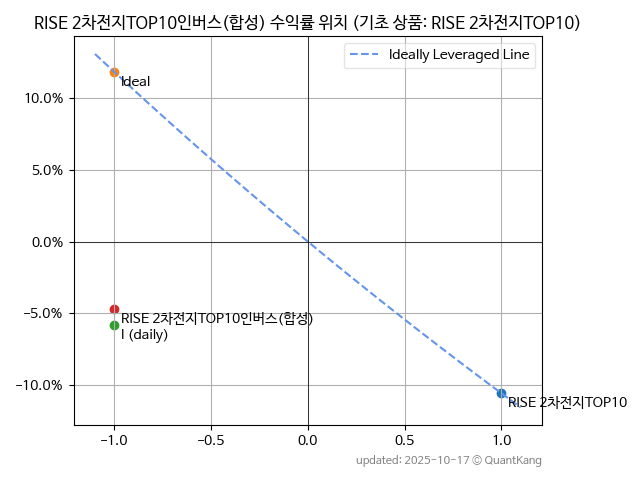 RISE 2차전지TOP10인버스(합성) 수익률 위치 (기초 상품: RISE 2차전지TOP10)
Ideally Leveraged Line
Ideal
10.0%
5.0%
0.0%
RISE 2차전지TOP10인버스(합성)
−5.0%
I (daily)
−10.0%
RISE 2차전지TOP10
−1.0 −0.5 0.0 0.5 1.0
updated: 2025-10-17 © QuantKang